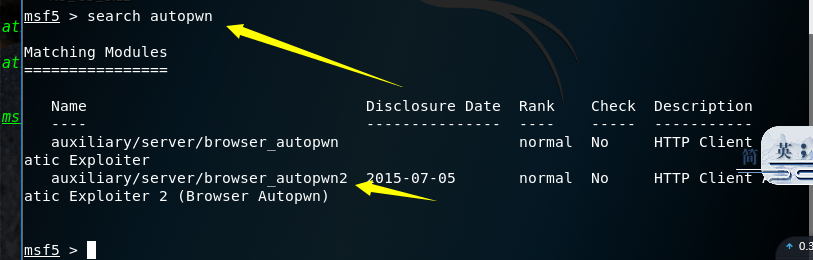 at
msf5 > search autopwn
at
Matching Modules
================
Name Disclosure Date Rank Check Description
---- --------------- ---- ----- -----------
ms
auxiliary/server/browser_autopwn normal No HTTP Client
atic Exploiter
auxiliary/server/browser_autopwn2 2015-07-05 normal No HTTP Client
atic Exploiter 2 (Browser Autopwn)
简 英
msf5 >
0.3